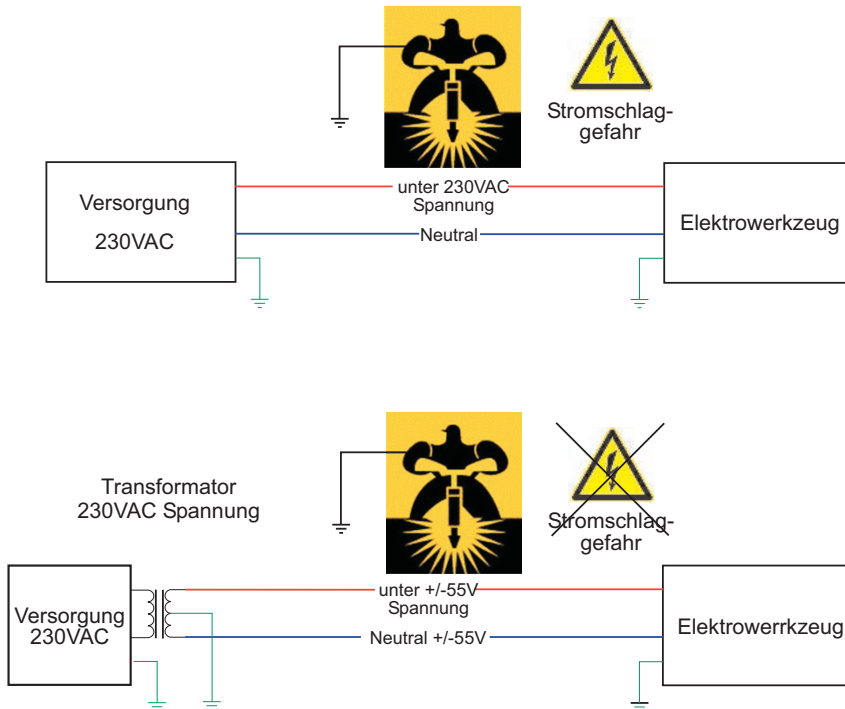 Stromschlag-
gefahr
Versorgung
230VAC
unter 230VAC
Spannung
Neutral
Elektrowerkzeug
Transformator
230VAC Spannung
Stromschlag-
gefahr
Versorgung
230VAC
unter +/-55V
Spannung
Neutral +/-55V
Elektrowerrkzeug